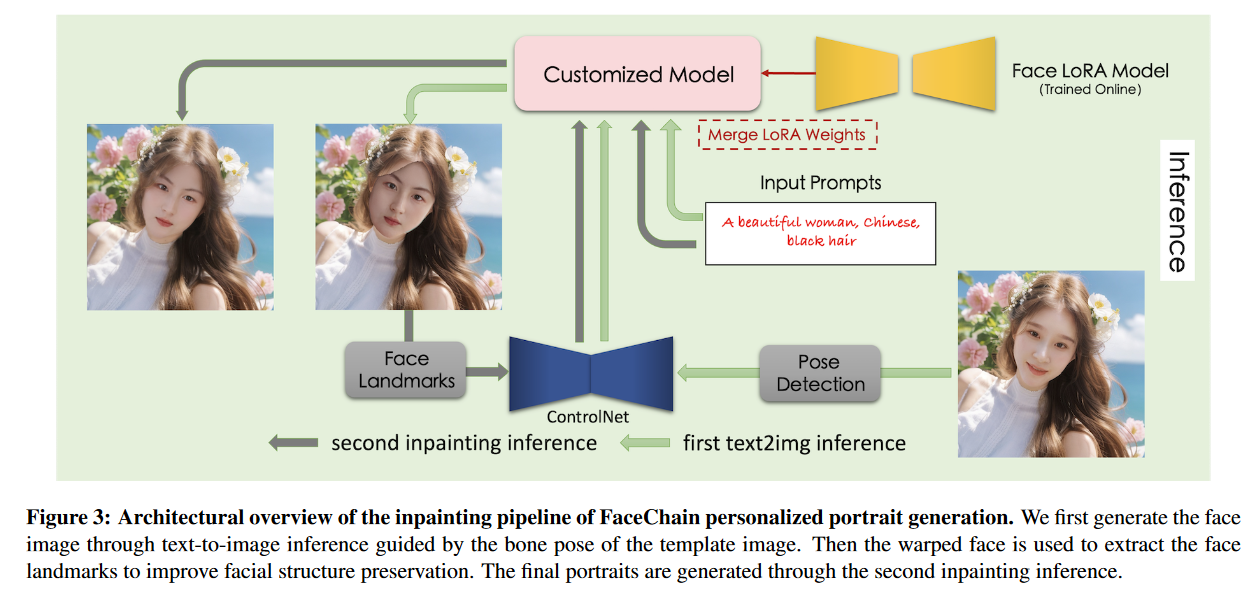 Customized Model
Face LoRA Model
(Trained Online)
Merge LoRA Weights
Input Prompts
A beautiful woman, Chinese,
black hair
Inference
Face
Landmarks
Pose
Detection
ControlNet
second inpainting inference
first text2img inference
Figure 3: Architectural overview of the inpainting pipeline of FaceChain personalized portrait generation. We first generate the face
image through text-to-image inference guided by the bone pose of the template image. Then the warped face is used to extract the face
landmarks to improve facial structure preservation. The final portraits are generated through the second inpainting inference.